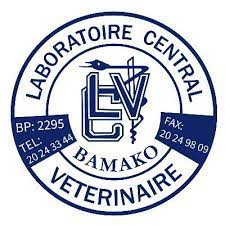 LABORATOIRE CENTRAL
LCV
BP: 2295
TEL:
20 24 33 44
FAX:
20 24 98 09
BAMAKO
VETERINAIRE